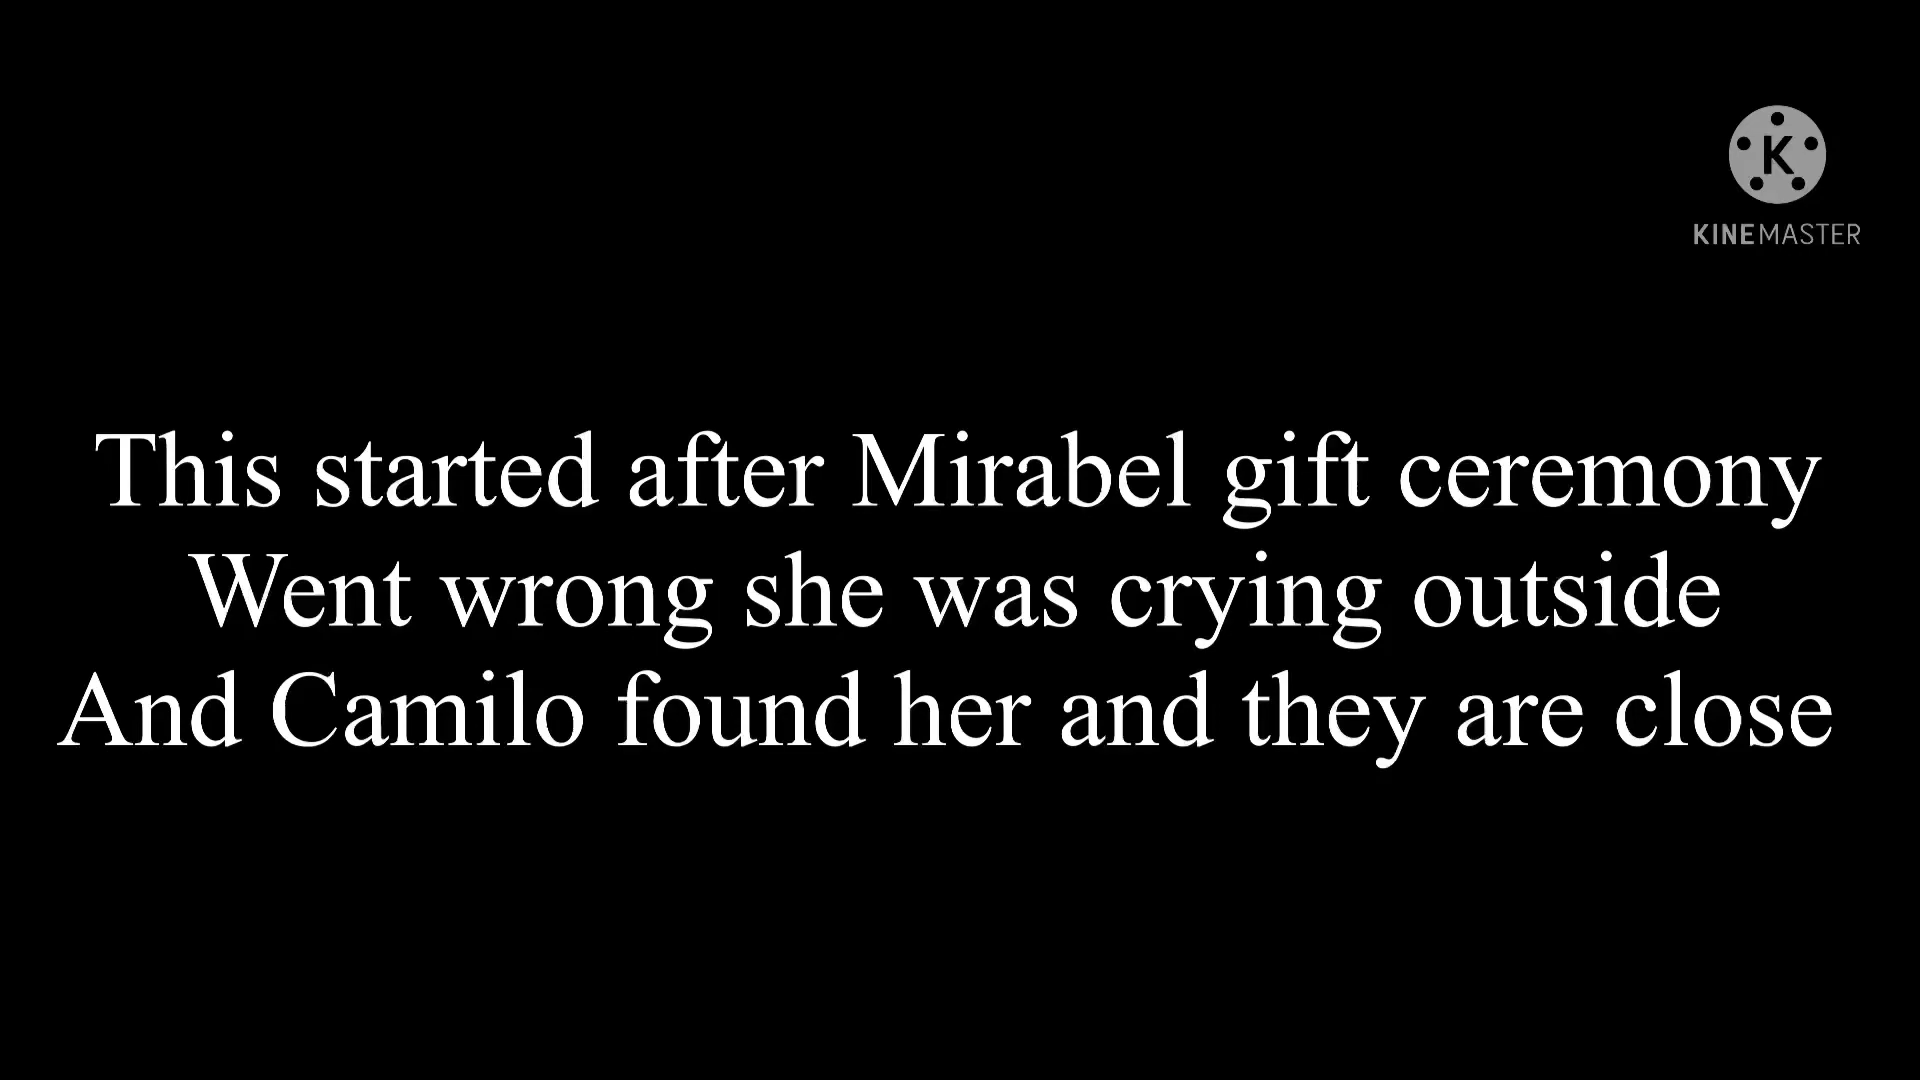 K
KINEMASTER
This started after Mirabel gift ceremony
Went wrong she was crying outside
And Camilo found her and they are close